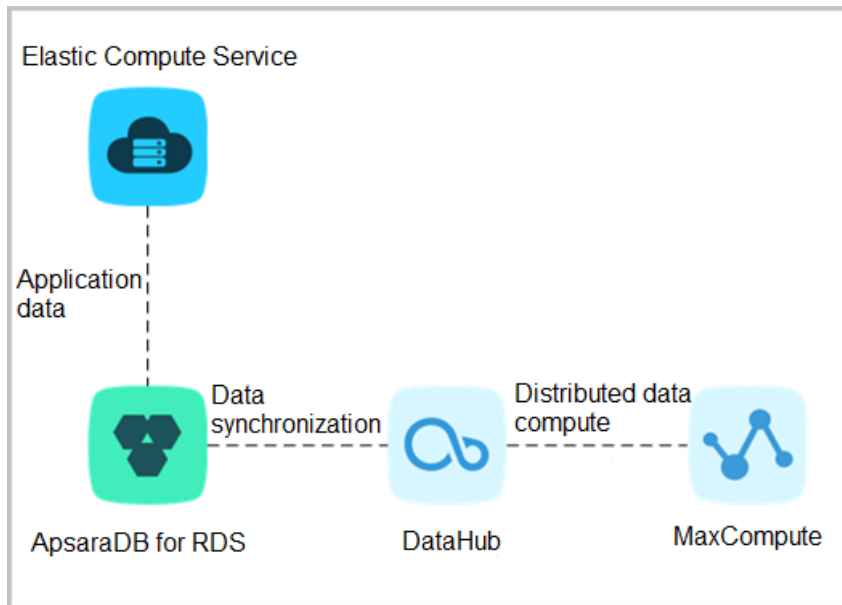 Elastic Compute Service
Application
data
Data
synchronization
Distributed data
compute
ApsaraDB for RDS
DataHub
MaxCompute